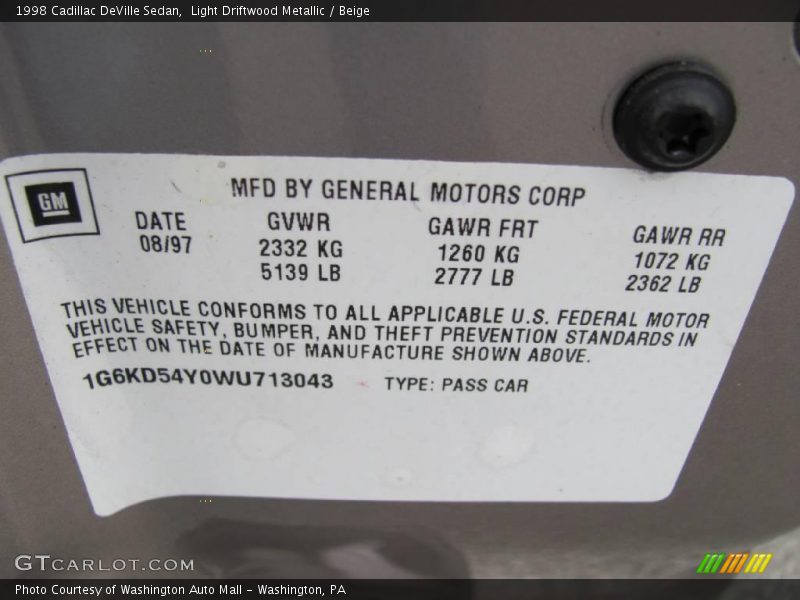 1998 Cadillac DeVille Sedan,  Light Driftwood Metallic / Beige
GM
MFD BY GENERAL MOTORS CORP
DATE GVWR GAWR FRT GAWR RR
08/97 2332 KG 1260 KG 1072 KG
5139 LB 2777 LB 2362 LB
THIS VEHICLE CONFORMS TO ALL APPLICABLE U.S. FEDERAL MOTOR
VEHICLE SAFETY, BUMPER, AND THEFT PREVENTION STANDARDS IN
EFFECT ON THE DATE OF MANUFACTURE SHOWN ABOVE.
1G6KD54Y0WU713043 TYPE: PASS CAR
GTCARLOT.COM
Photo Courtesy of Washington Auto Mall - Washington, PA